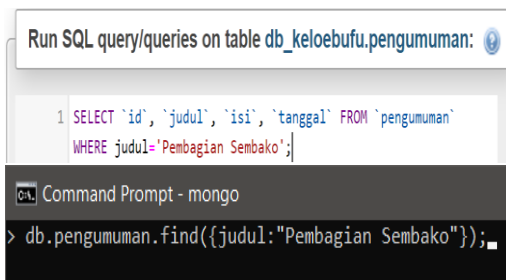 Run SQL query/queries on table db_keloebufu.pengumuman:
1 SELECT `id`, `judul`, `isi`, `tanggal` FROM `pengumuman`
WHERE judul='Pembagian Sembako';
Command Prompt - mongo
> db.pengumuman.find({judul:"Pembagian Sembako"});